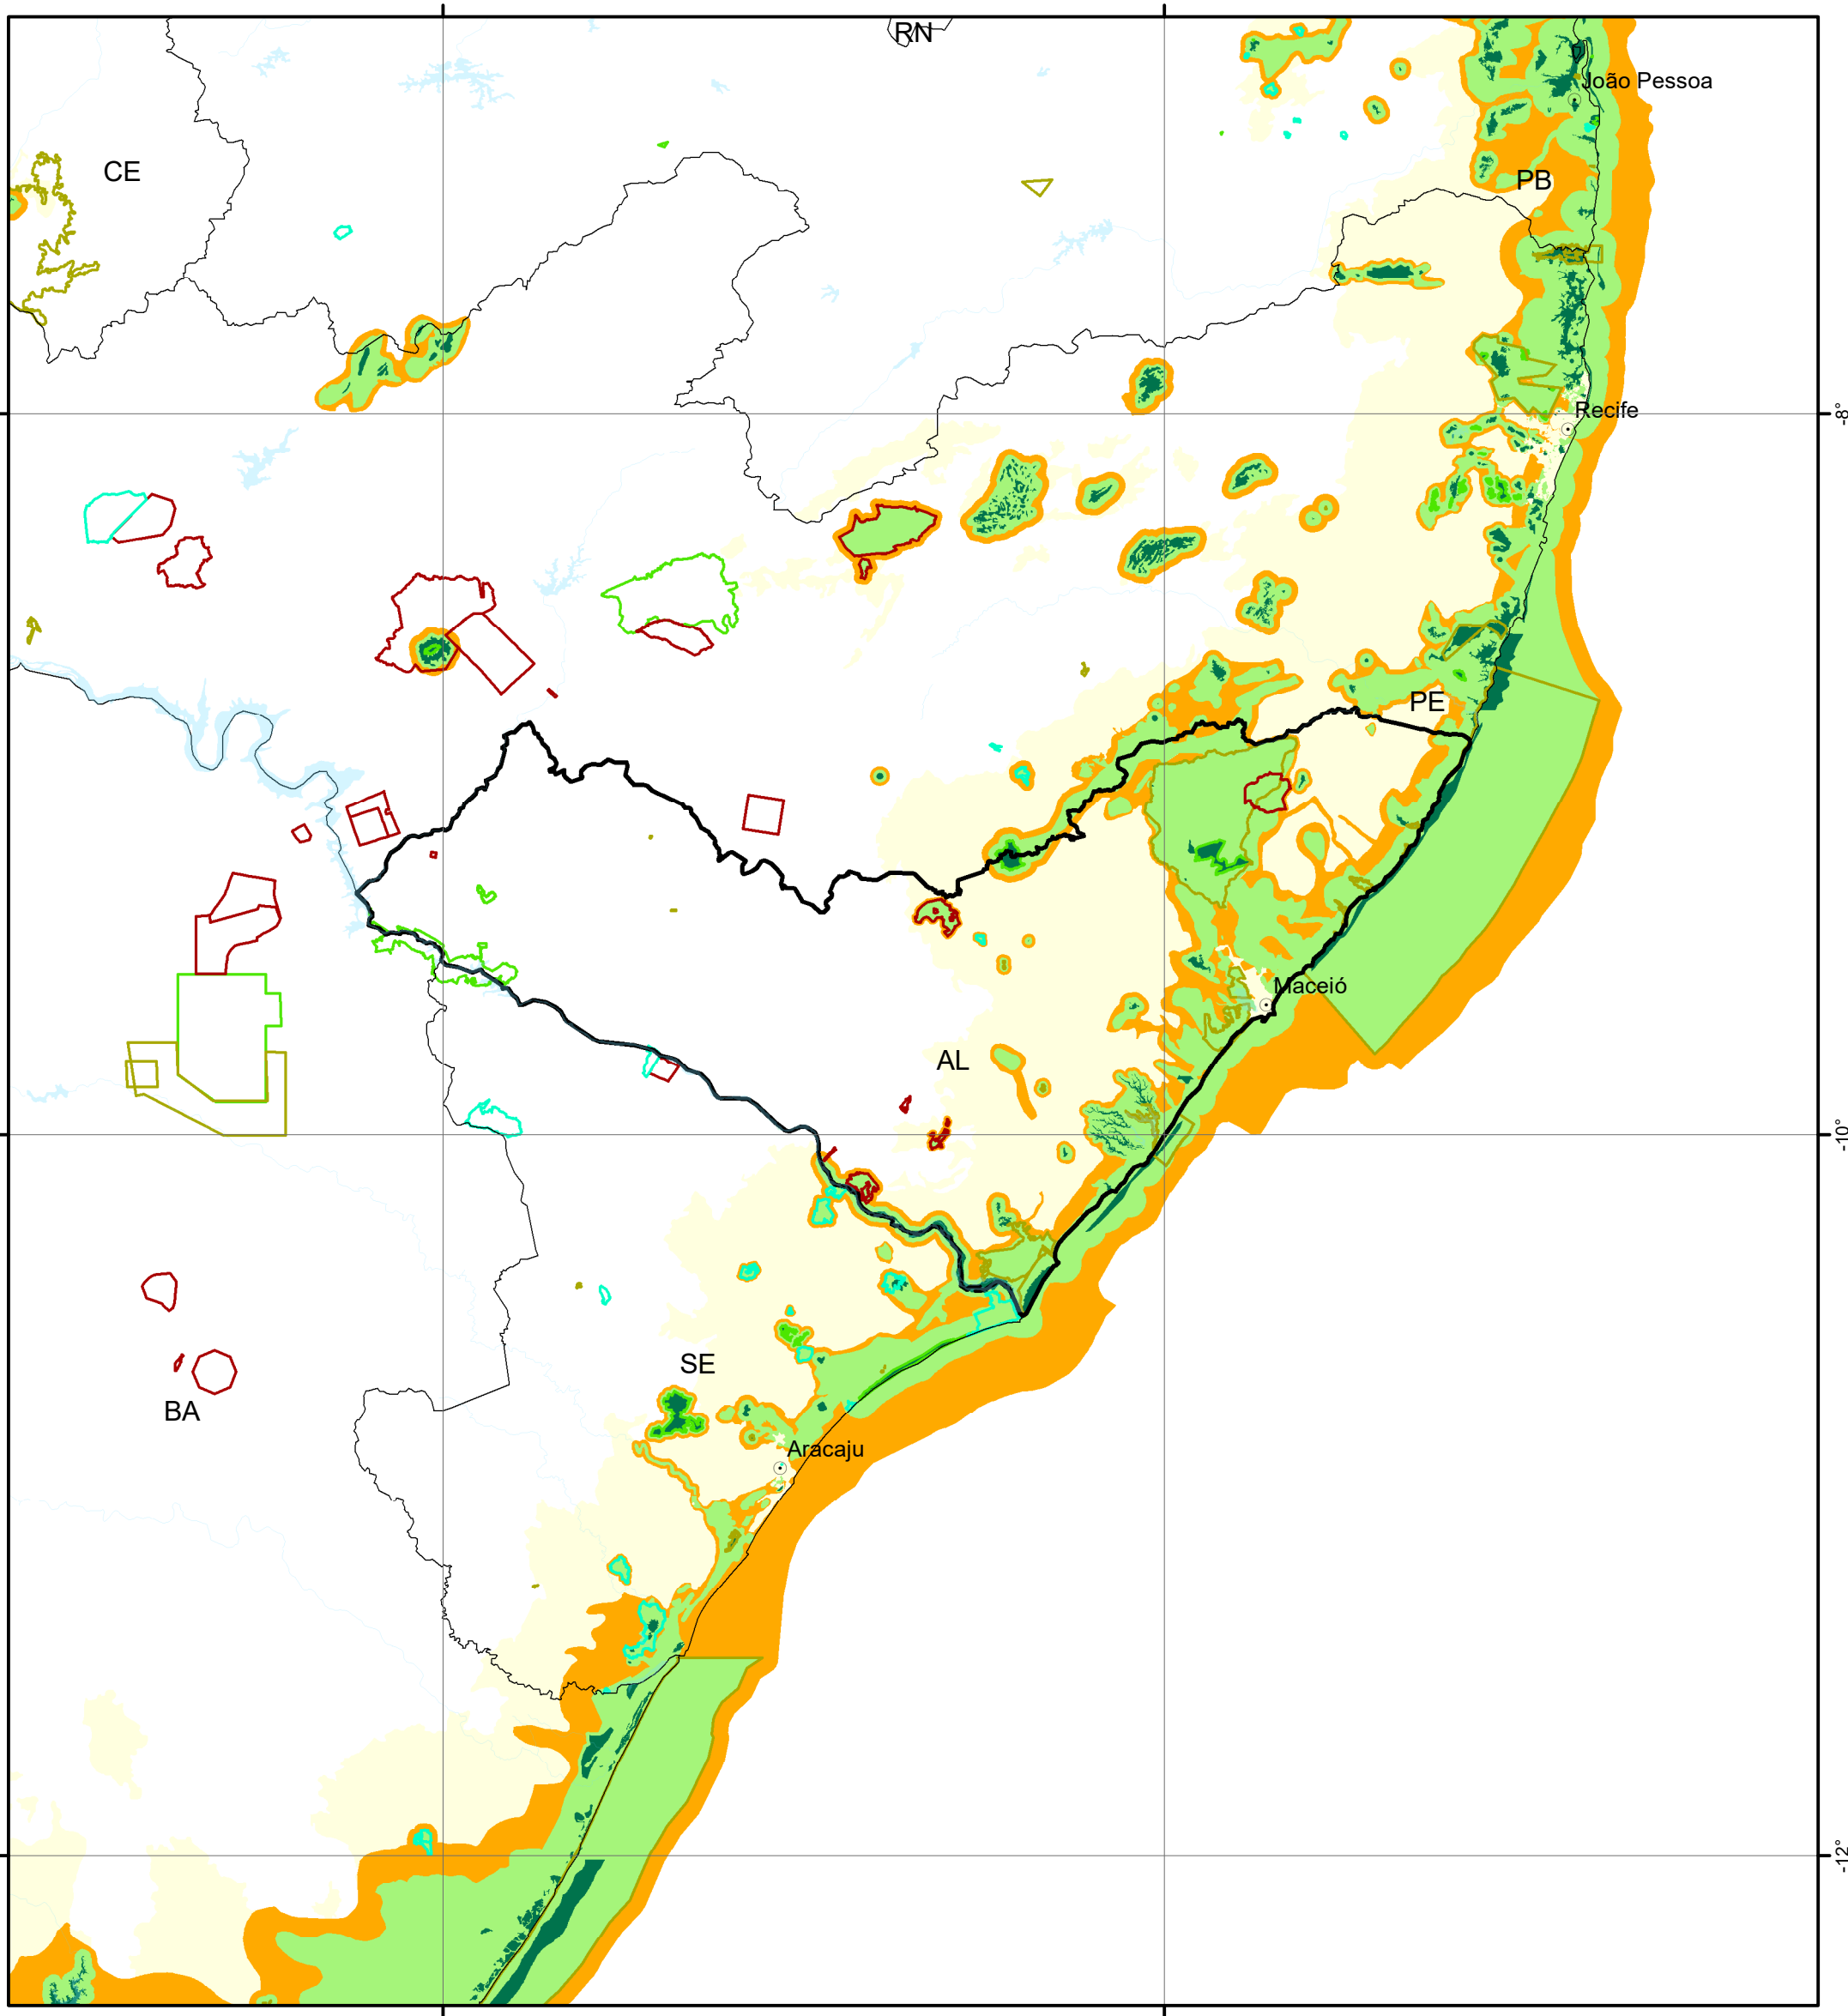 RN
João Pessoa
CE
PB
-8°
Recife
PE
Maceió
AL
-10°
SE
BA
Aracaju
-12°